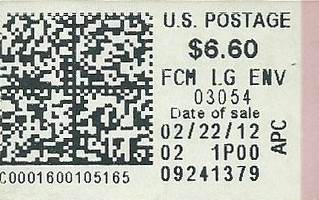 U.S. POSTAGE
$6.60
FCM LG ENV
03054
Date of sale
02/22/12
02 1P00
09241379
APC
C0001600105165